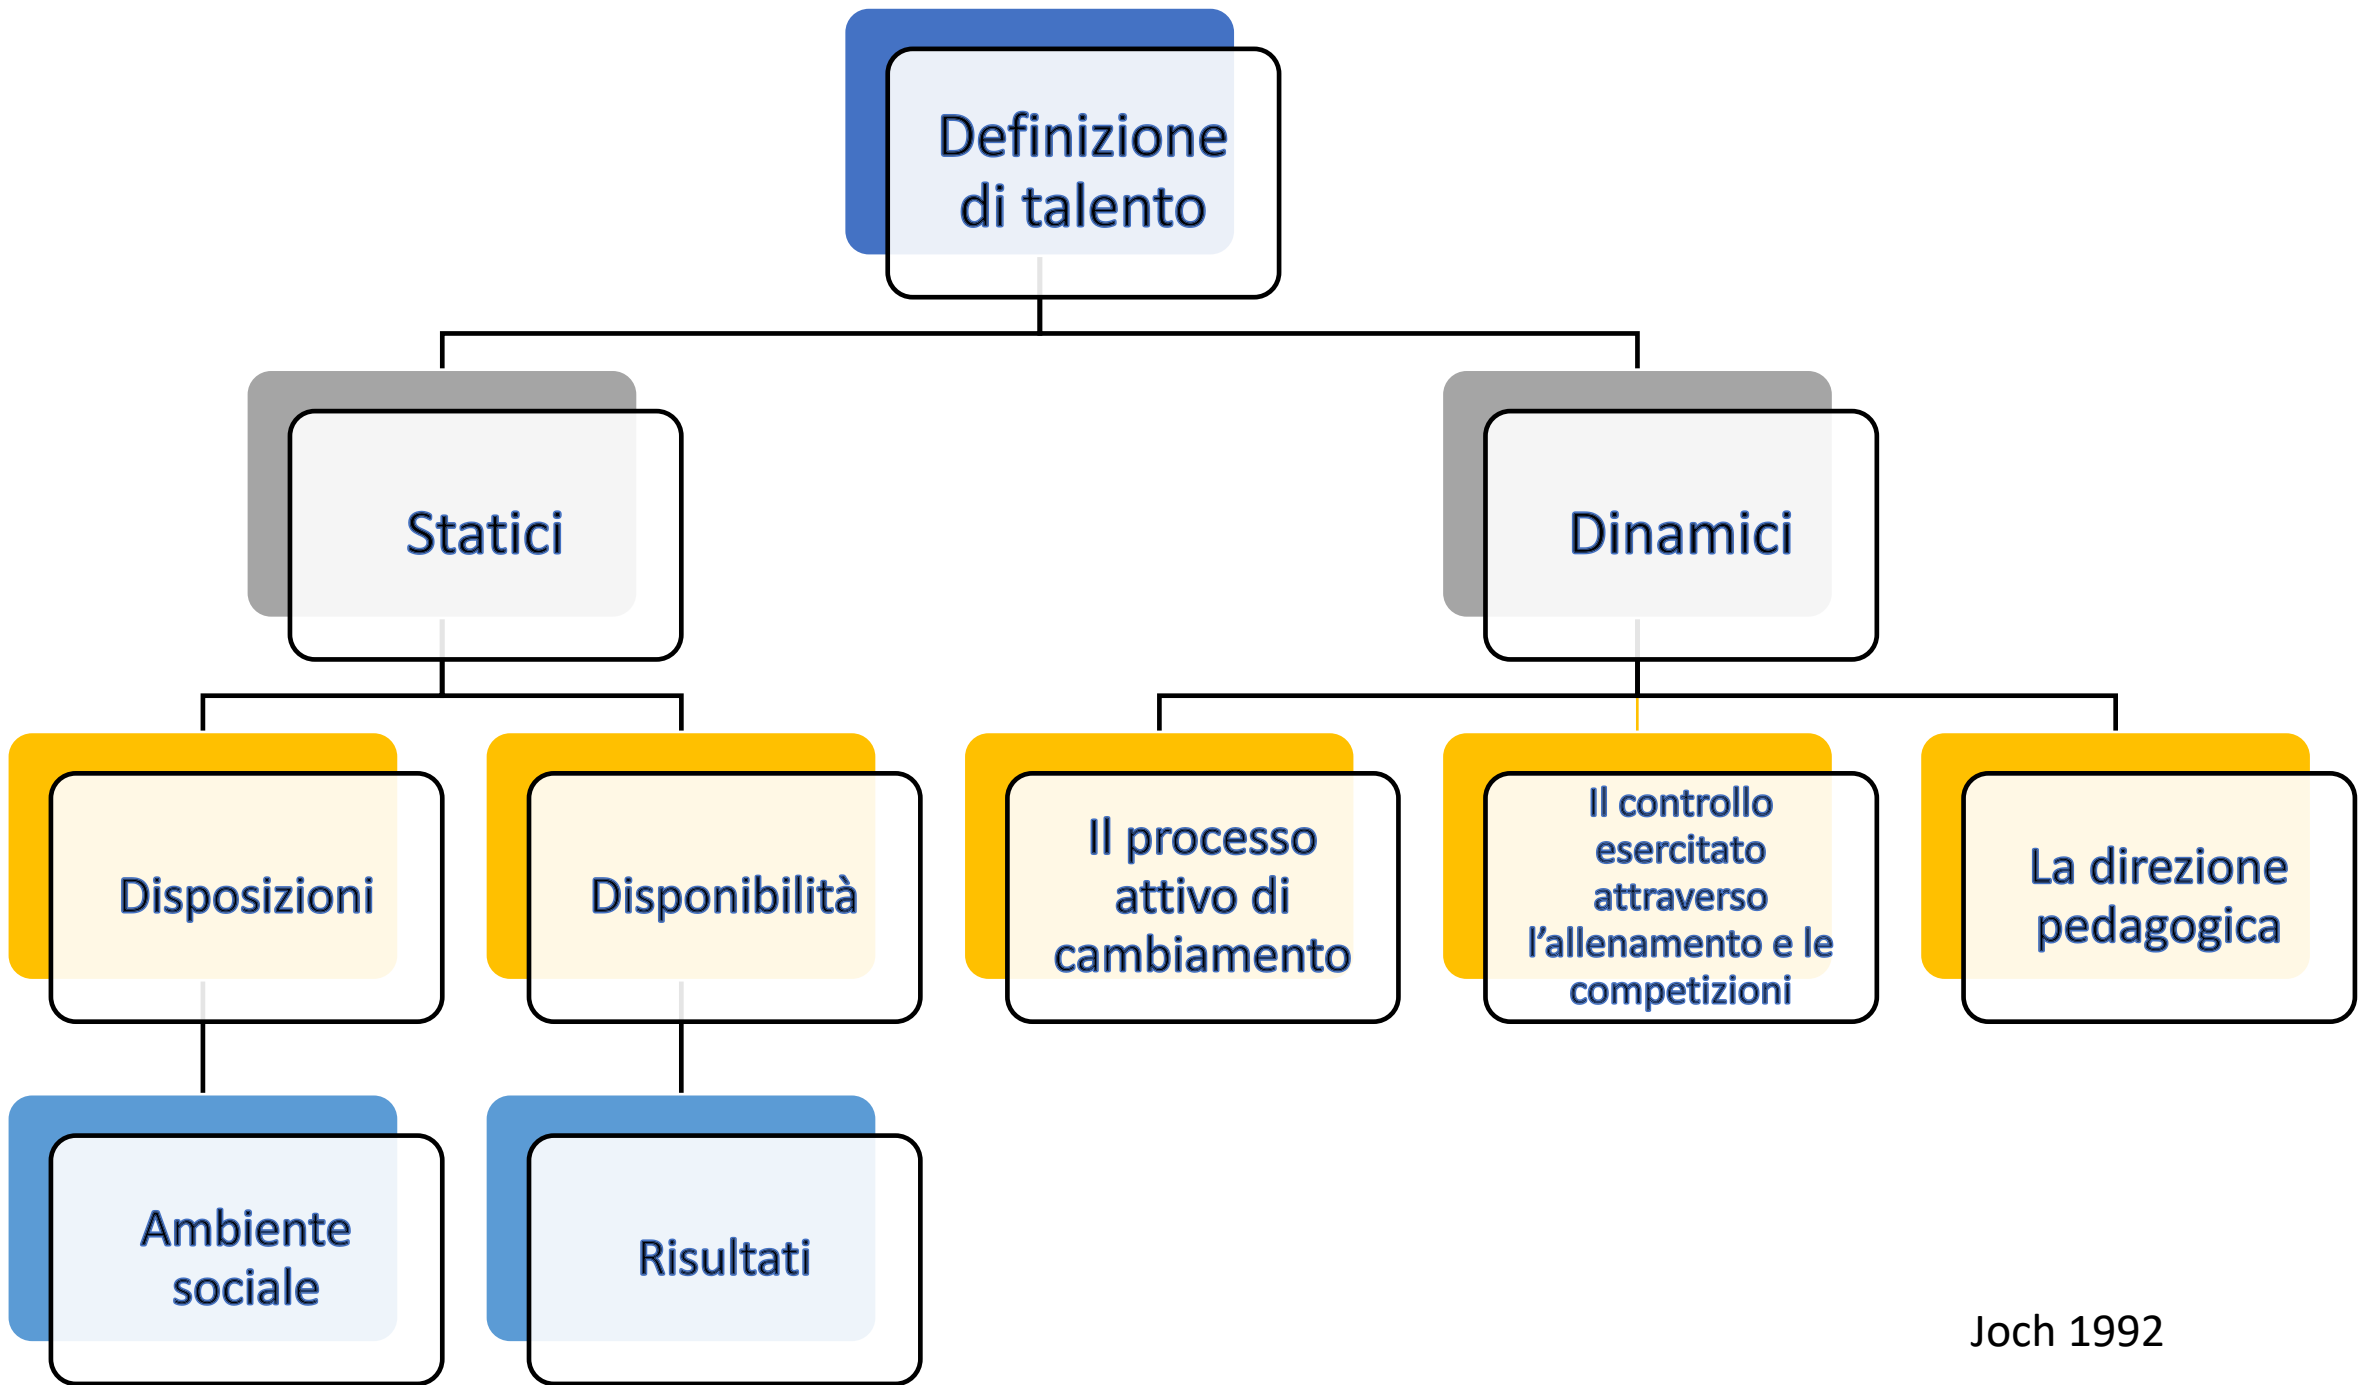 Definizione
di talento
Statici
Dinamici
Disposizioni
Disponibilità
Il processo
attivo di
cambiamento
Il controllo
esercitato
attraverso
l’allenamento e le
competizioni
La direzione
pedagogica
Ambiente
sociale
Risultati
Joch 1992